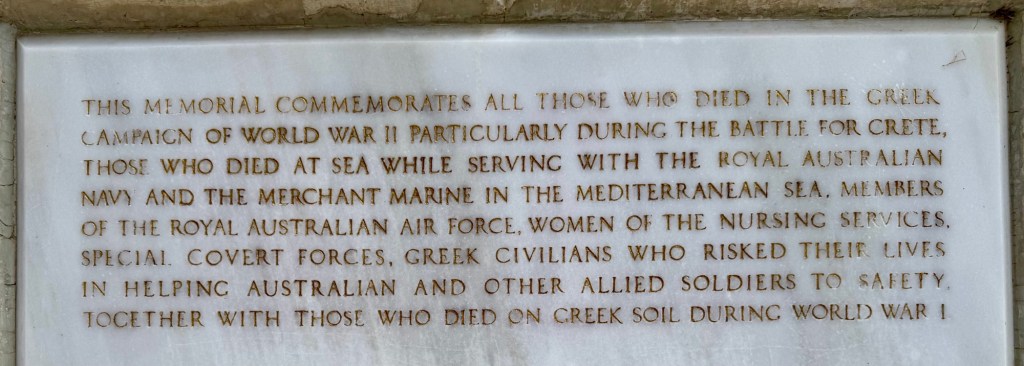 THIS MEMORIAL COMMEMORATES ALL THOSE WHO DIED IN THE GREEK
CAMPAIGN OF WORLD WAR II PARTICULARLY DURING THE BATTLE FOR CRETE,
THOSE WHO DIED AT SEA WHILE SERVING WITH THE ROYAL AUSTRALIAN
NAVY AND THE MERCHANT MARINE IN THE MEDITERRANEAN SEA, MEMBERS
OF THE ROYAL AUSTRALIAN AIR FORCE, WOMEN OF THE NURSING SERVICES,
SPECIAL COVERT FORCES, GREEK CIVILIANS WHO RISKED THEIR LIVES
IN HELPING AUSTRALIAN AND OTHER ALLIED SOLDIERS TO SAFETY,
TOGETHER WITH THOSE WHO DIED ON GREEK SOIL DURING WORLD WAR I